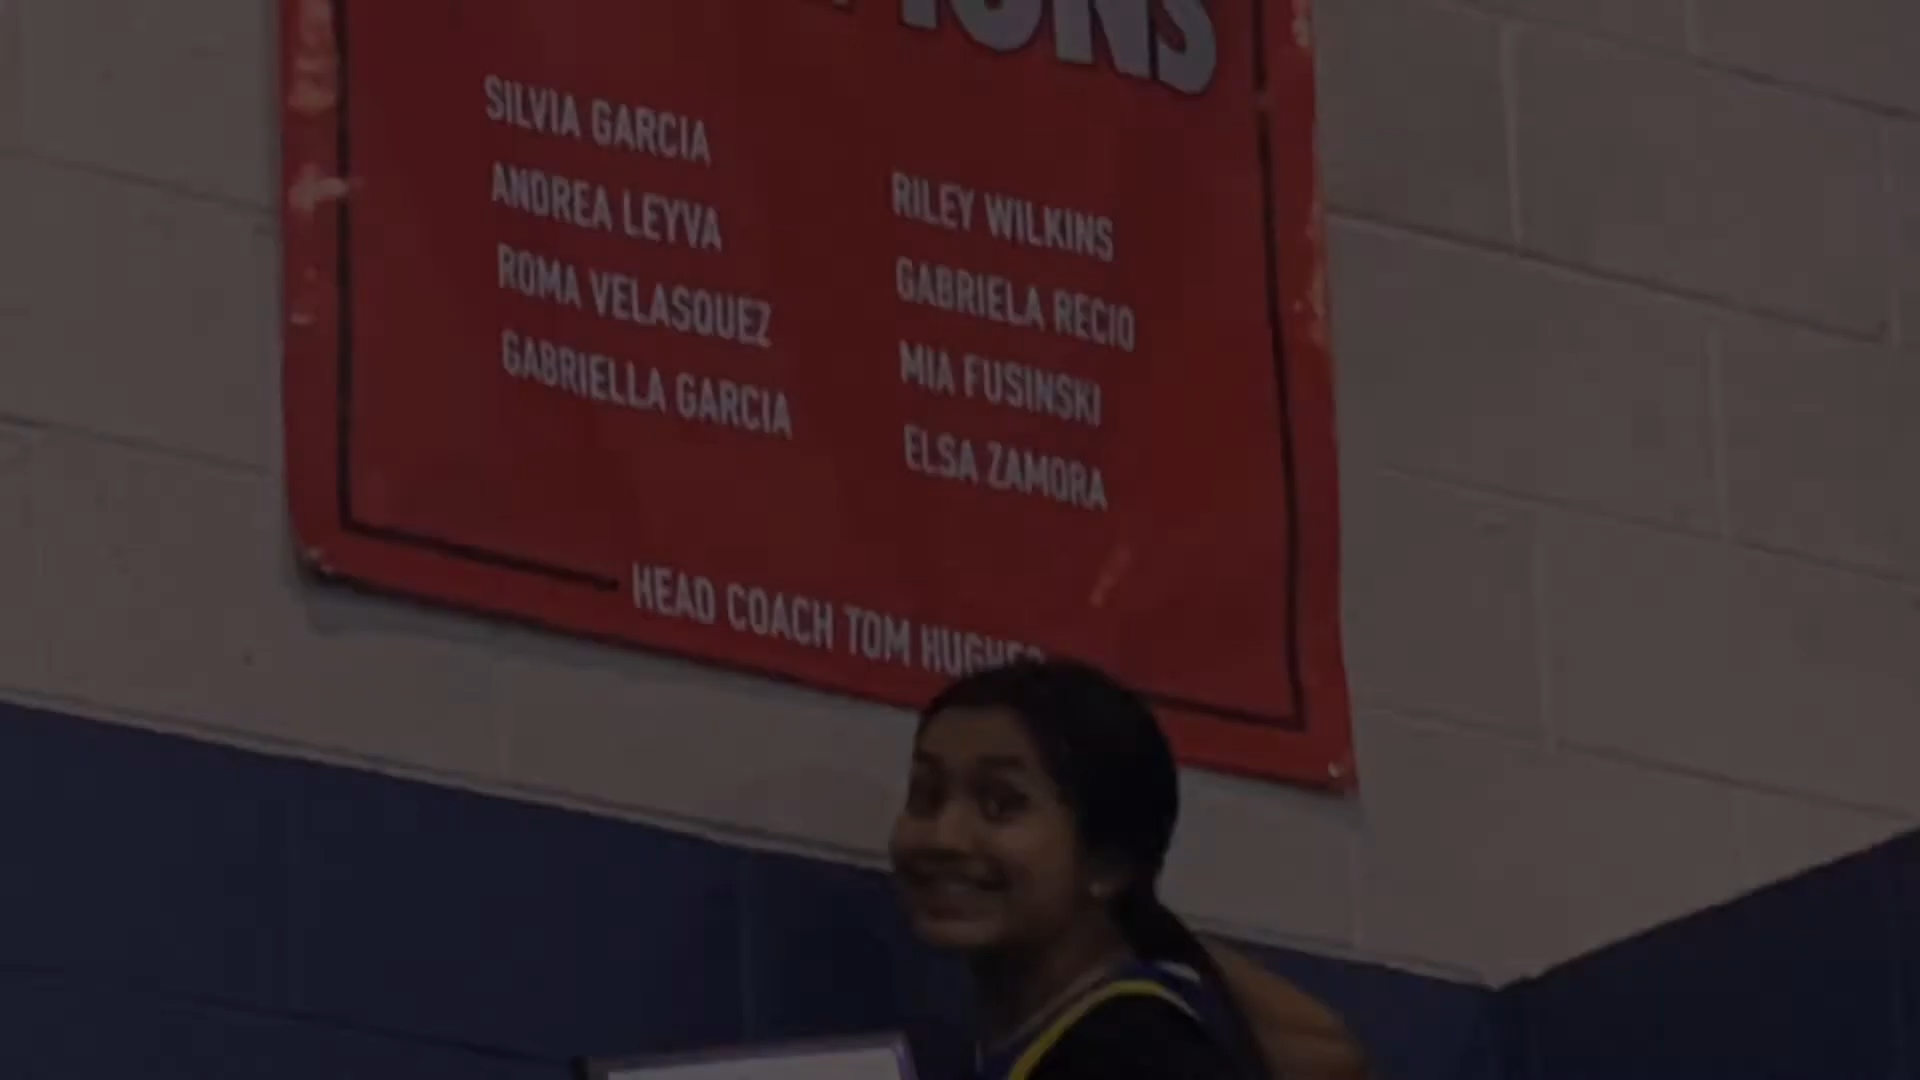 SILVIA GARCIA
ANDREA LEYVA
ROMA VELASQUEZ
GABRIELLA GARCIA
RILEY WILKINS
GABRIELA RECIO
MIA FUSINSKI
ELSA ZAMORA
HEAD COACH TOM HUGHES